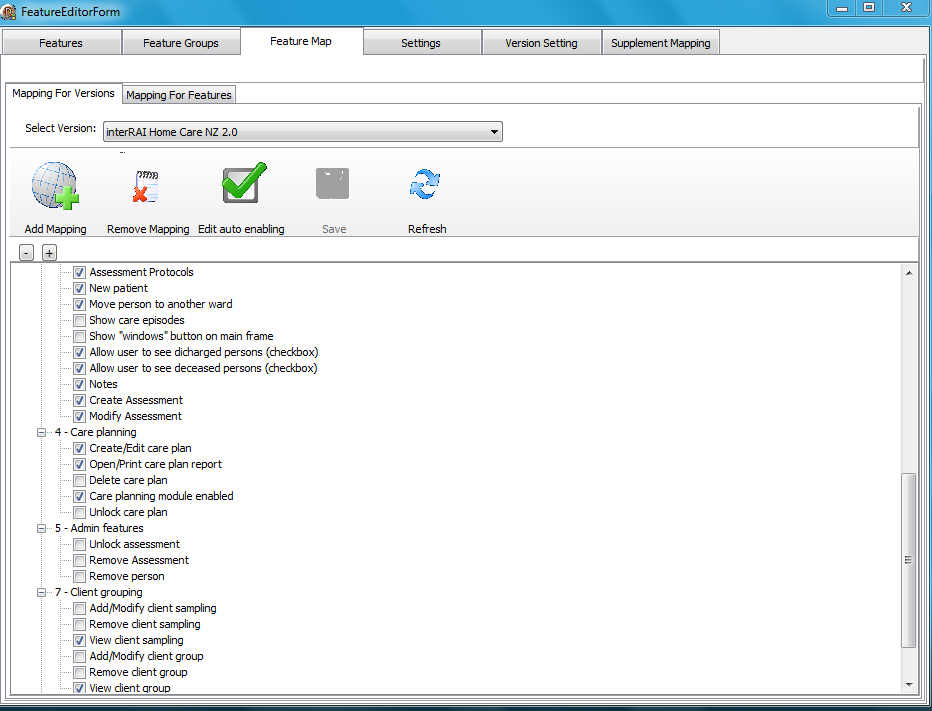 FeatureEditorForm
Features Feature Groups Feature Map Settings Version Setting Supplement Mapping
Mapping For Versions Mapping For Features
Select Version: interRAI Home Care NZ 2.0
Add Mapping Remove Mapping Edit auto enabling Save Refresh
- +
Assessment Protocols
New patient
Move person to another ward
Show care episodes
Show "windows" button on main frame
Allow user to see dicharged persons (checkbox)
Allow user to see deceased persons (checkbox)
Notes
Create Assessment
Modify Assessment
4 - Care planning
Create/Edit care plan
Open/Print care plan report
Delete care plan
Care planning module enabled
Unlock care plan
5 - Admin features
Unlock assessment
Remove Assessment
Remove person
7 - Client grouping
Add/Modify client sampling
Remove client sampling
View client sampling
Add/Modify client group
Remove client group
View client group